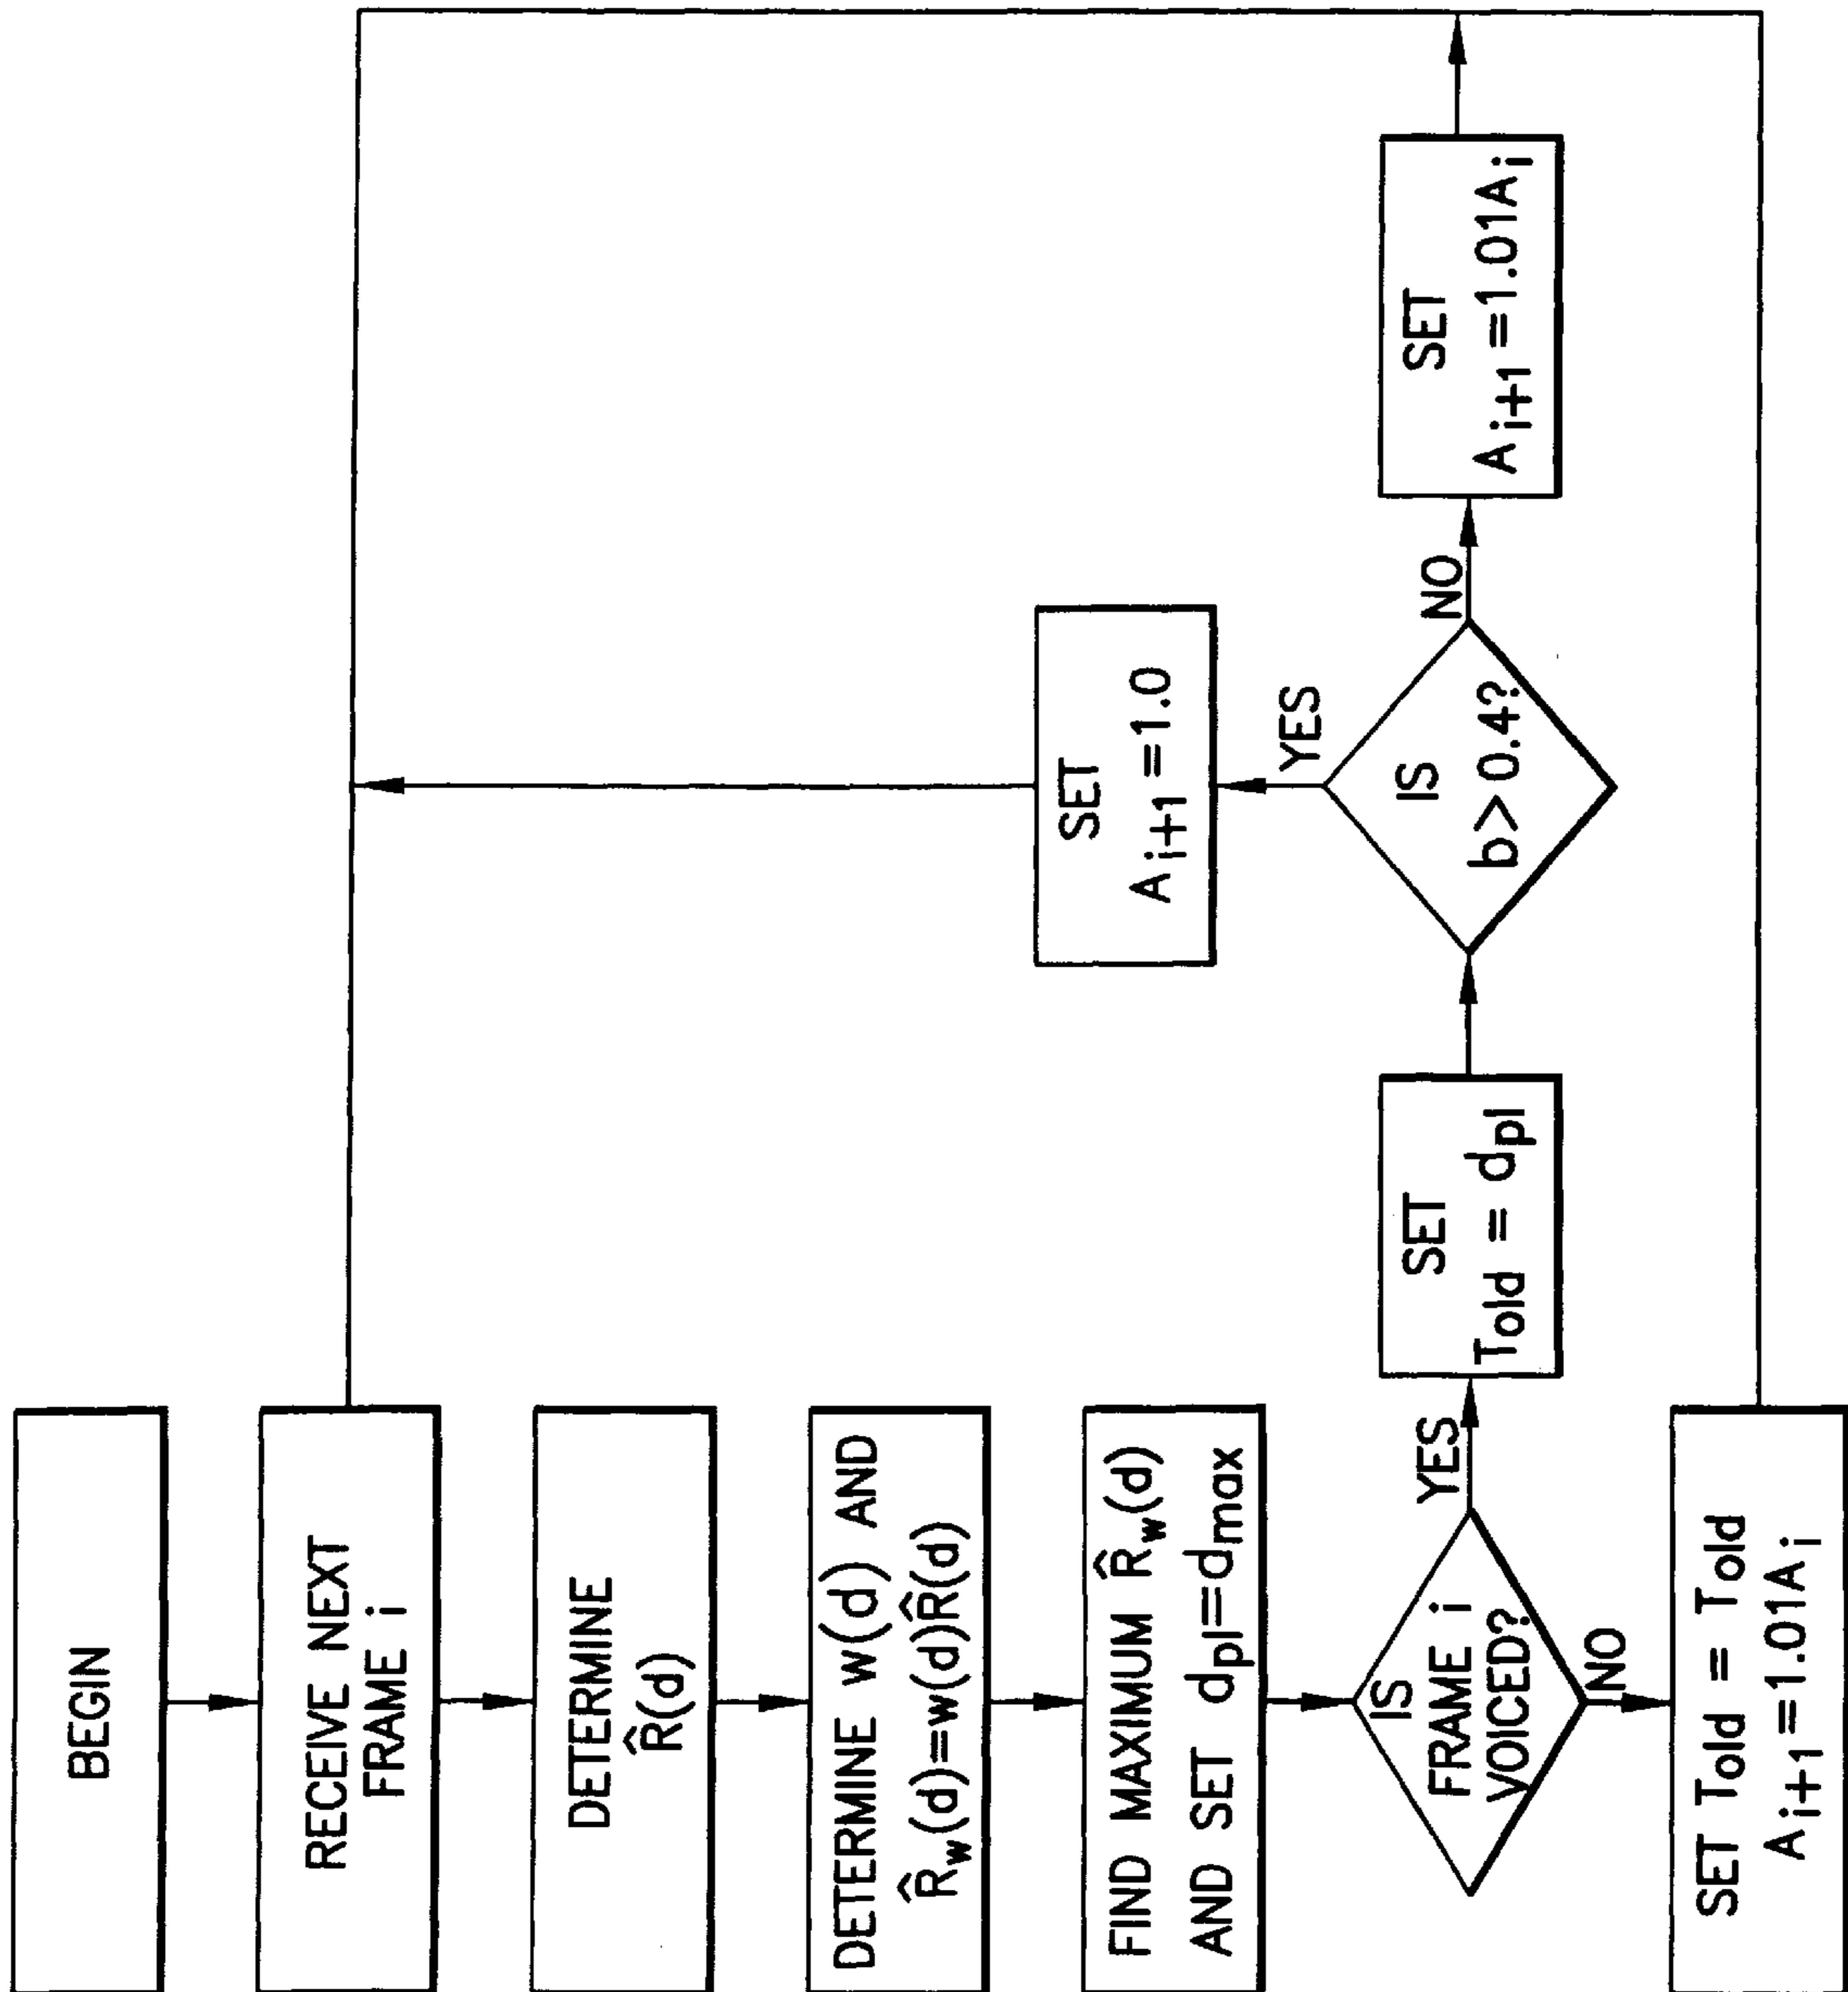 BEGIN
RECEIVE NEXT
FRAME i
DETERMINE
R̂(d)
DETERMINE w(d) AND
R̂w(d)=w(d)R̂(d)
FIND MAXIMUM R̂w(d)
AND SET dpl=dmax
IS
FRAME i
VOICED?
YES
NO
SET Told = Told
Ai+1=1.01Ai
SET
Told = dpl
IS
b>0.4?
YES
NO
SET
Ai+1=1.0
SET
Ai+1=1.01Ai